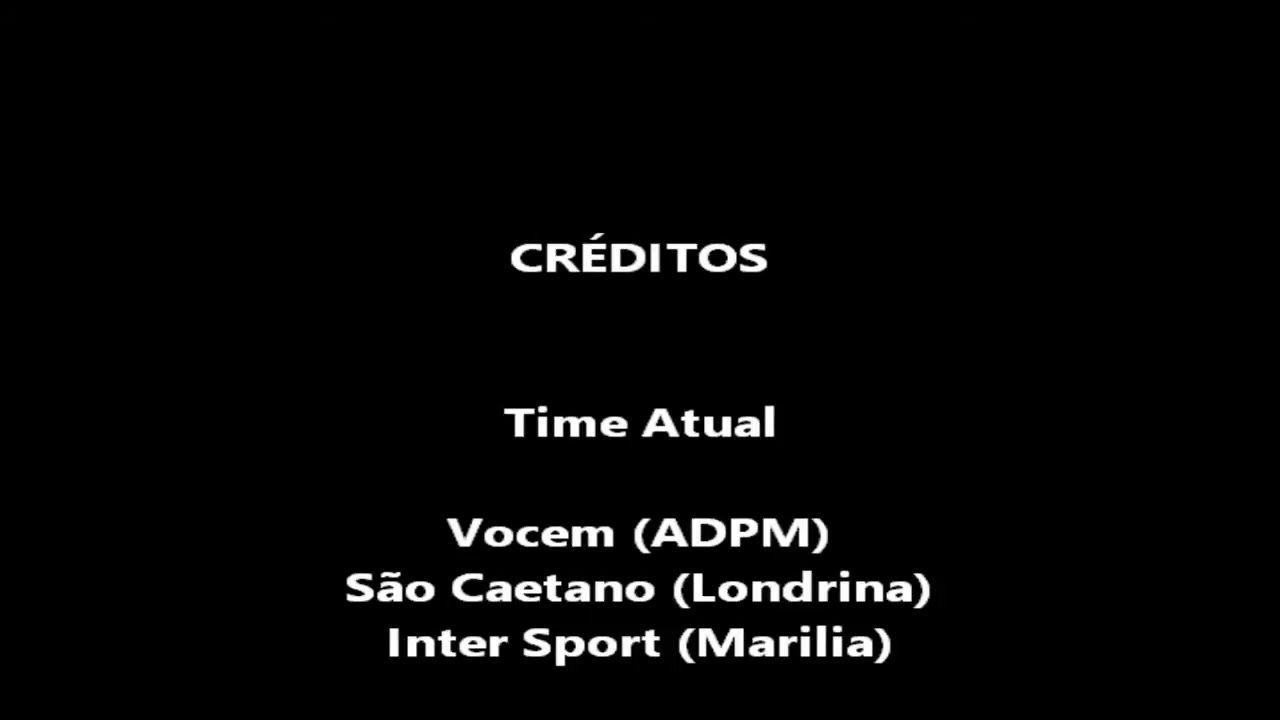 CRÉDITOS
Time Atual
Vocem (ADPM)
São Caetano (Londrina)
Inter Sport (Marilia)